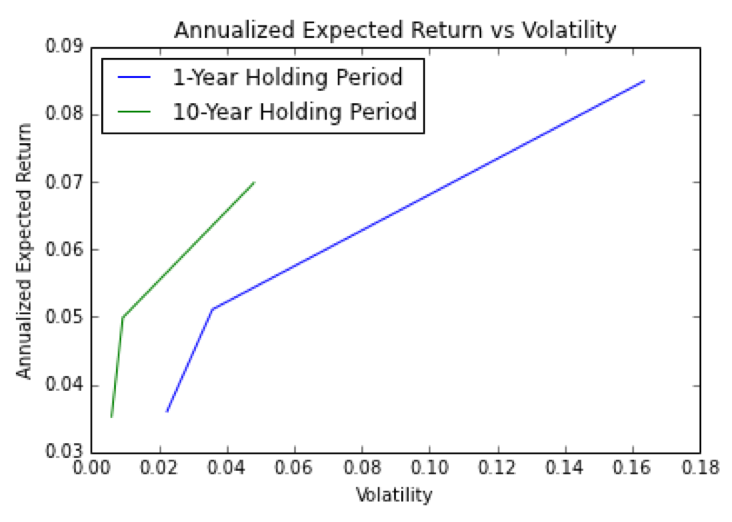 Annualized Expected Return vs Volatility
0.09
0.08
0.07
0.06
0.05
0.04
0.03
Annualized Expected Return
1-Year Holding Period
10-Year Holding Period
0.00 0.02 0.04 0.06 0.08 0.10 0.12 0.14 0.16 0.18
Volatility